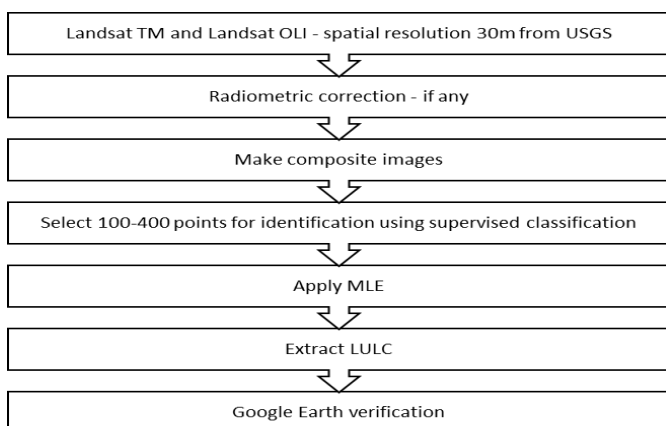 Landsat TM and Landsat OLI - spatial resolution 30m from USGS
Radiometric correction - if any
Make composite images
Select 100-400 points for identification using supervised classification
Apply MLE
Extract LULC
Google Earth verification